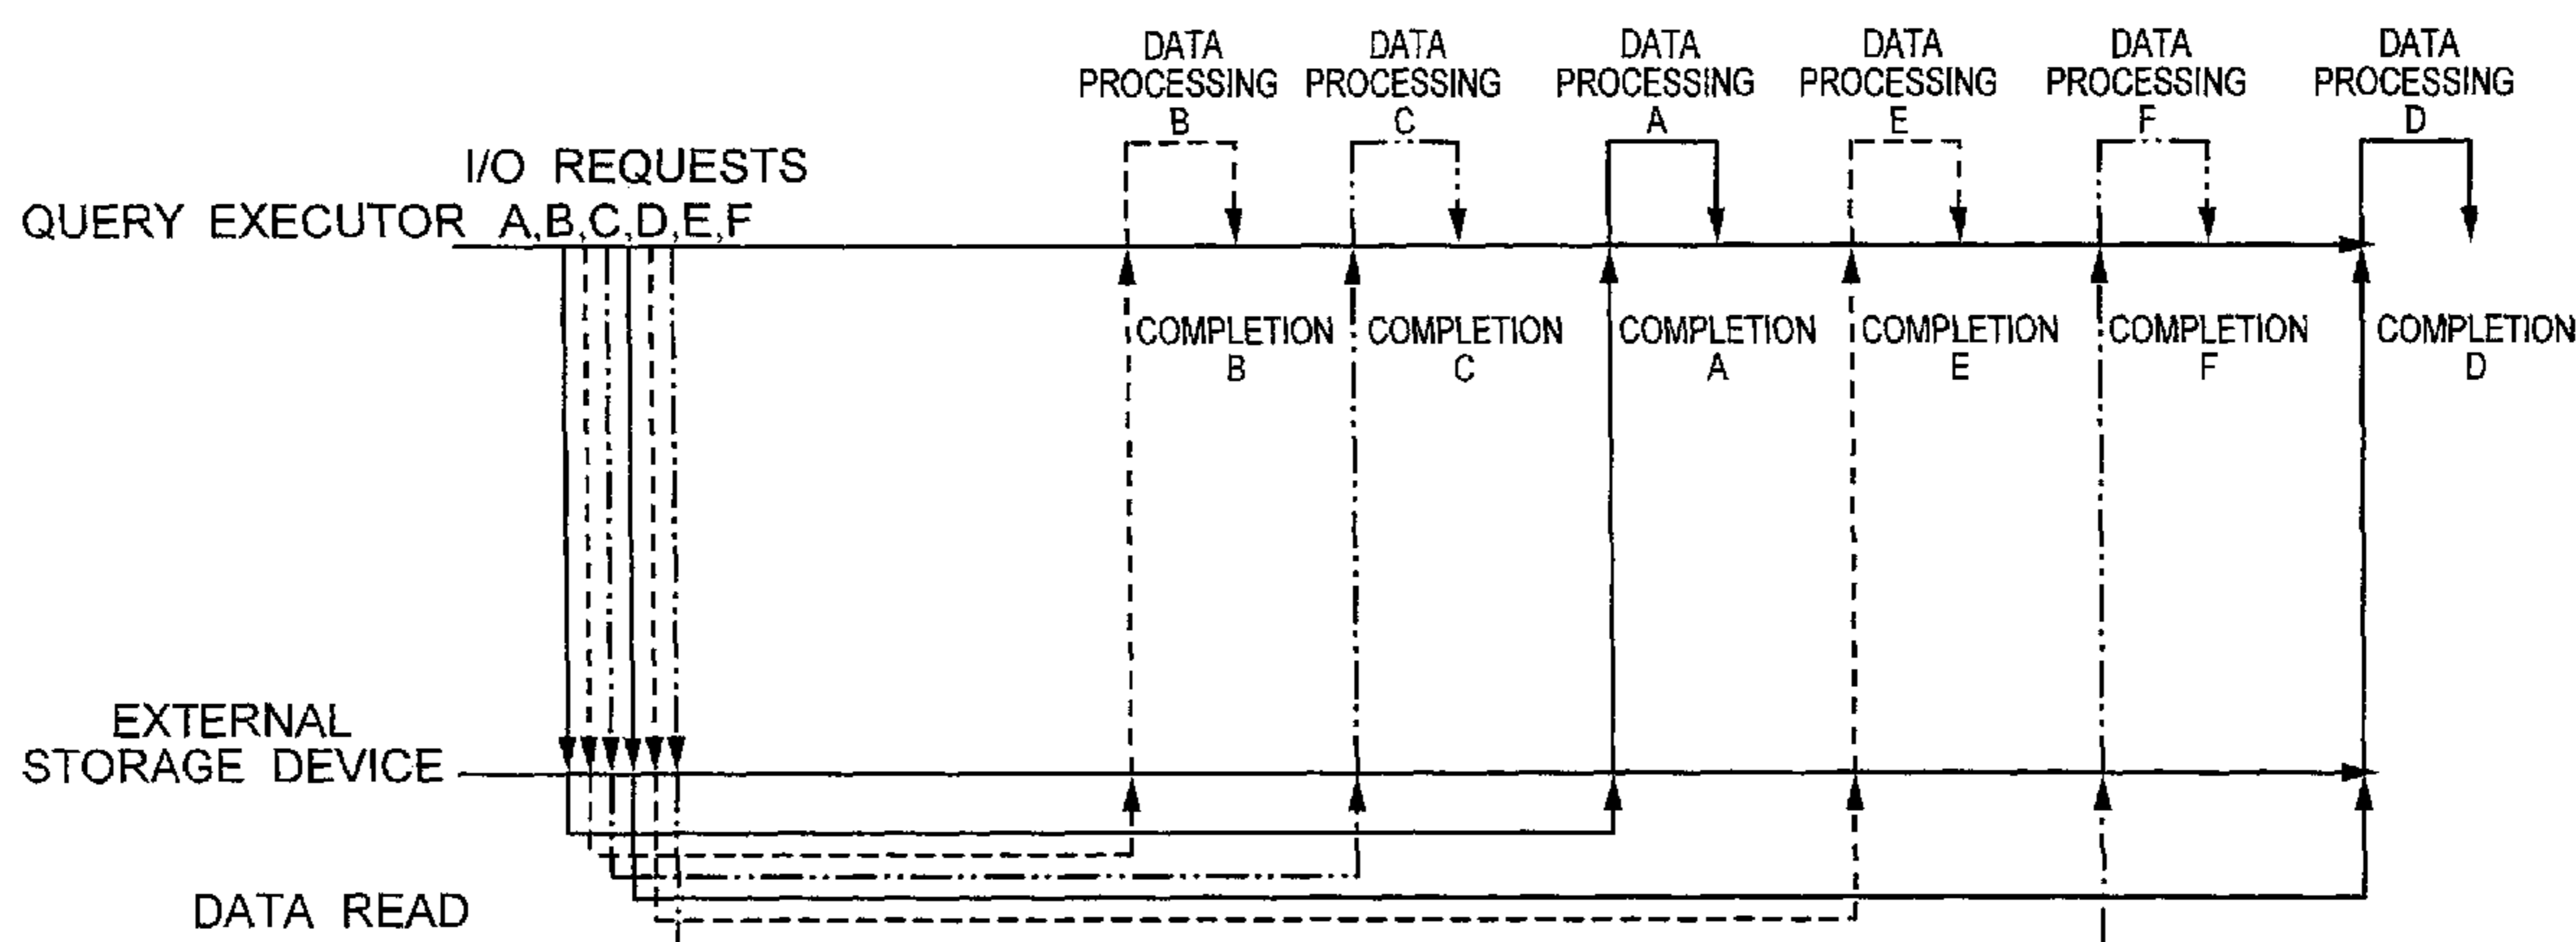 DATA
PROCESSING
B
DATA
PROCESSING
C
DATA
PROCESSING
A
DATA
PROCESSING
E
DATA
PROCESSING
F
DATA
PROCESSING
D
I/O REQUESTS
QUERY EXECUTOR A,B,C,D,E,F
COMPLETION
B
COMPLETION
C
COMPLETION
A
COMPLETION
E
COMPLETION
F
COMPLETION
D
EXTERNAL
STORAGE DEVICE
DATA READ